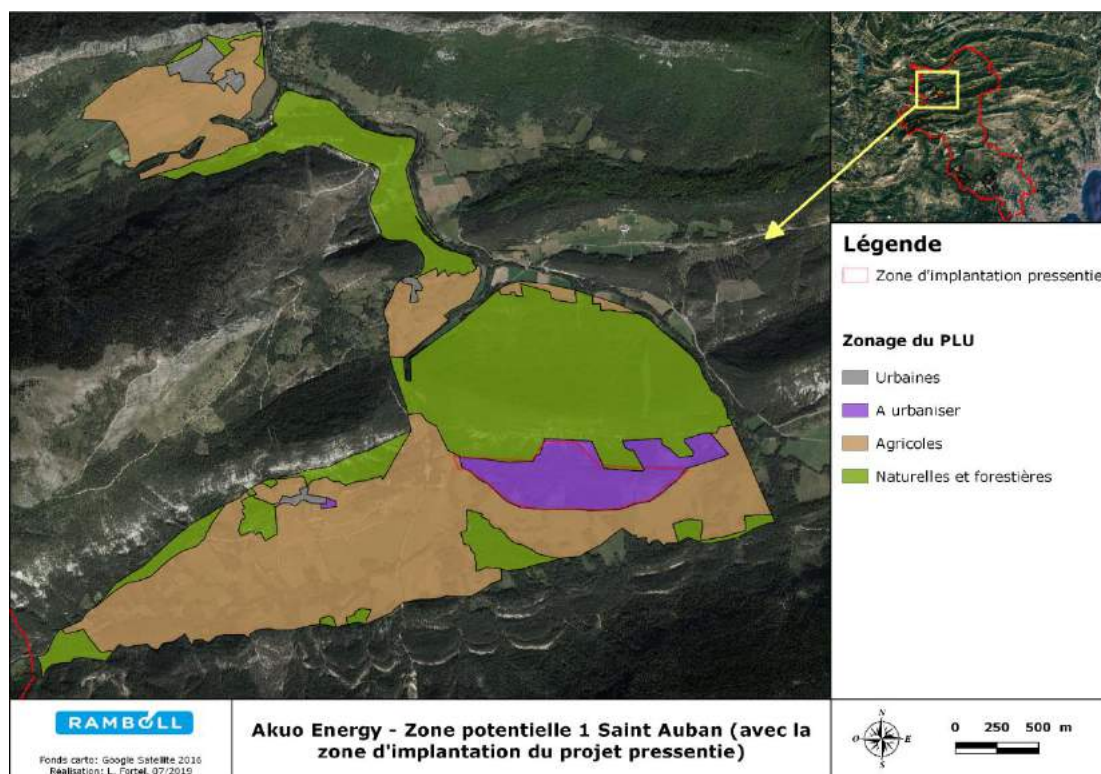 Légende
Zone d'implantation pressentie
Zonage du PLU
Urbaines
A urbaniser
Agricoles
Naturelles et forestières
RAMBOLL
Fonds carto: Google Satellite 2016
Réalisation: L. Fortel, 07/2019
Akuo Energy - Zone potentielle 1 Saint Auban (avec la
zone d'implantation du projet pressentie)
N
O E
S
0 250 500 m